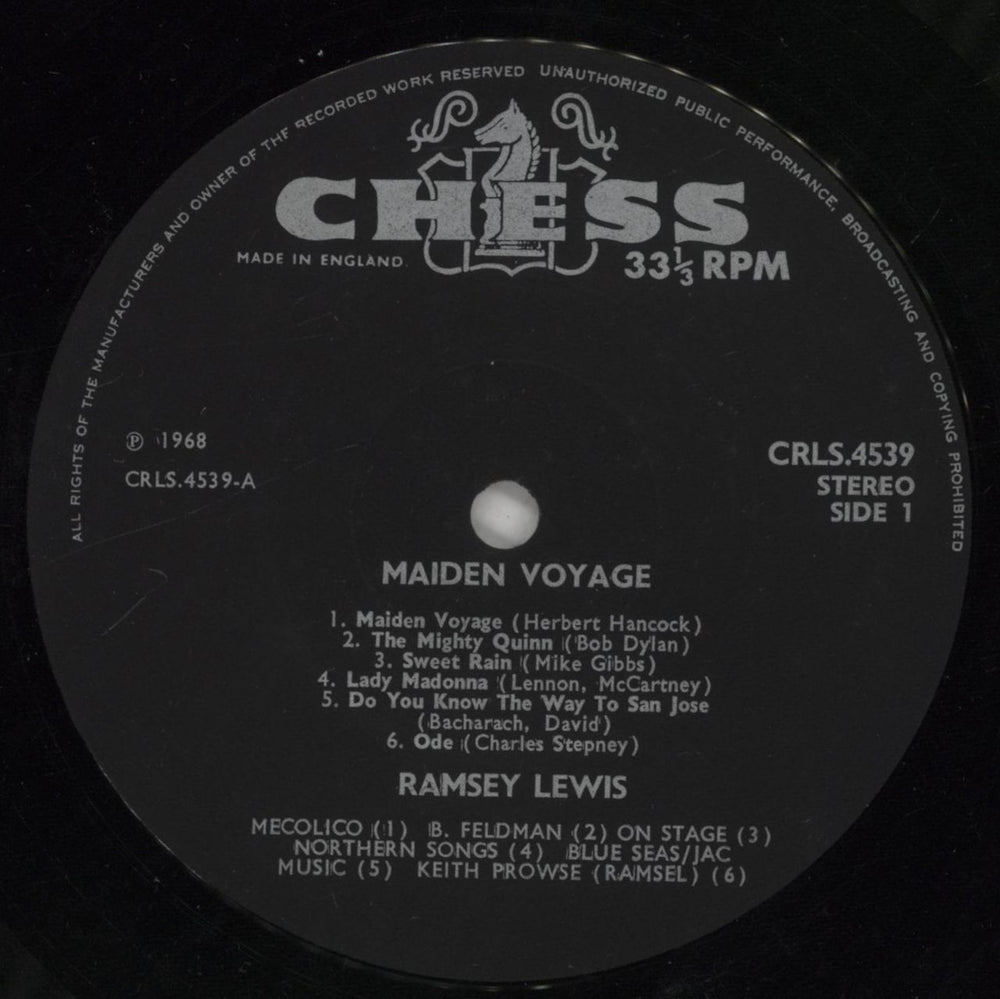 ALL RIGHTS OF THE MANUFACTURERS AND OWNER OF THE RECORDED WORK RESERVED UNAUTHORIZED PUBLIC PERFORMANCE, BROADCASTING AND COPYING PROHIBITED
CHESS
MADE IN ENGLAND.
33⅓ RPM
Ⓟ 1968
CRLS.4539-A
CRLS.4539
STEREO
SIDE 1
MAIDEN VOYAGE
1. Maiden Voyage (Herbert Hancock)
2. The Mighty Quinn (Bob Dylan)
3. Sweet Rain (Mike Gibbs)
4. Lady Madonna (Lennon, McCartney)
5. Do You Know The Way To San Jose
(Bacharach, David)
6. Ode (Charles Stepney)
RAMSEY LEWIS
MECOLICO (1) B. FELDMAN (2) ON STAGE (3)
NORTHERN SONGS (4) BLUE SEAS/JAC
MUSIC (5) KEITH PROWSE (RAMSEL) (6)